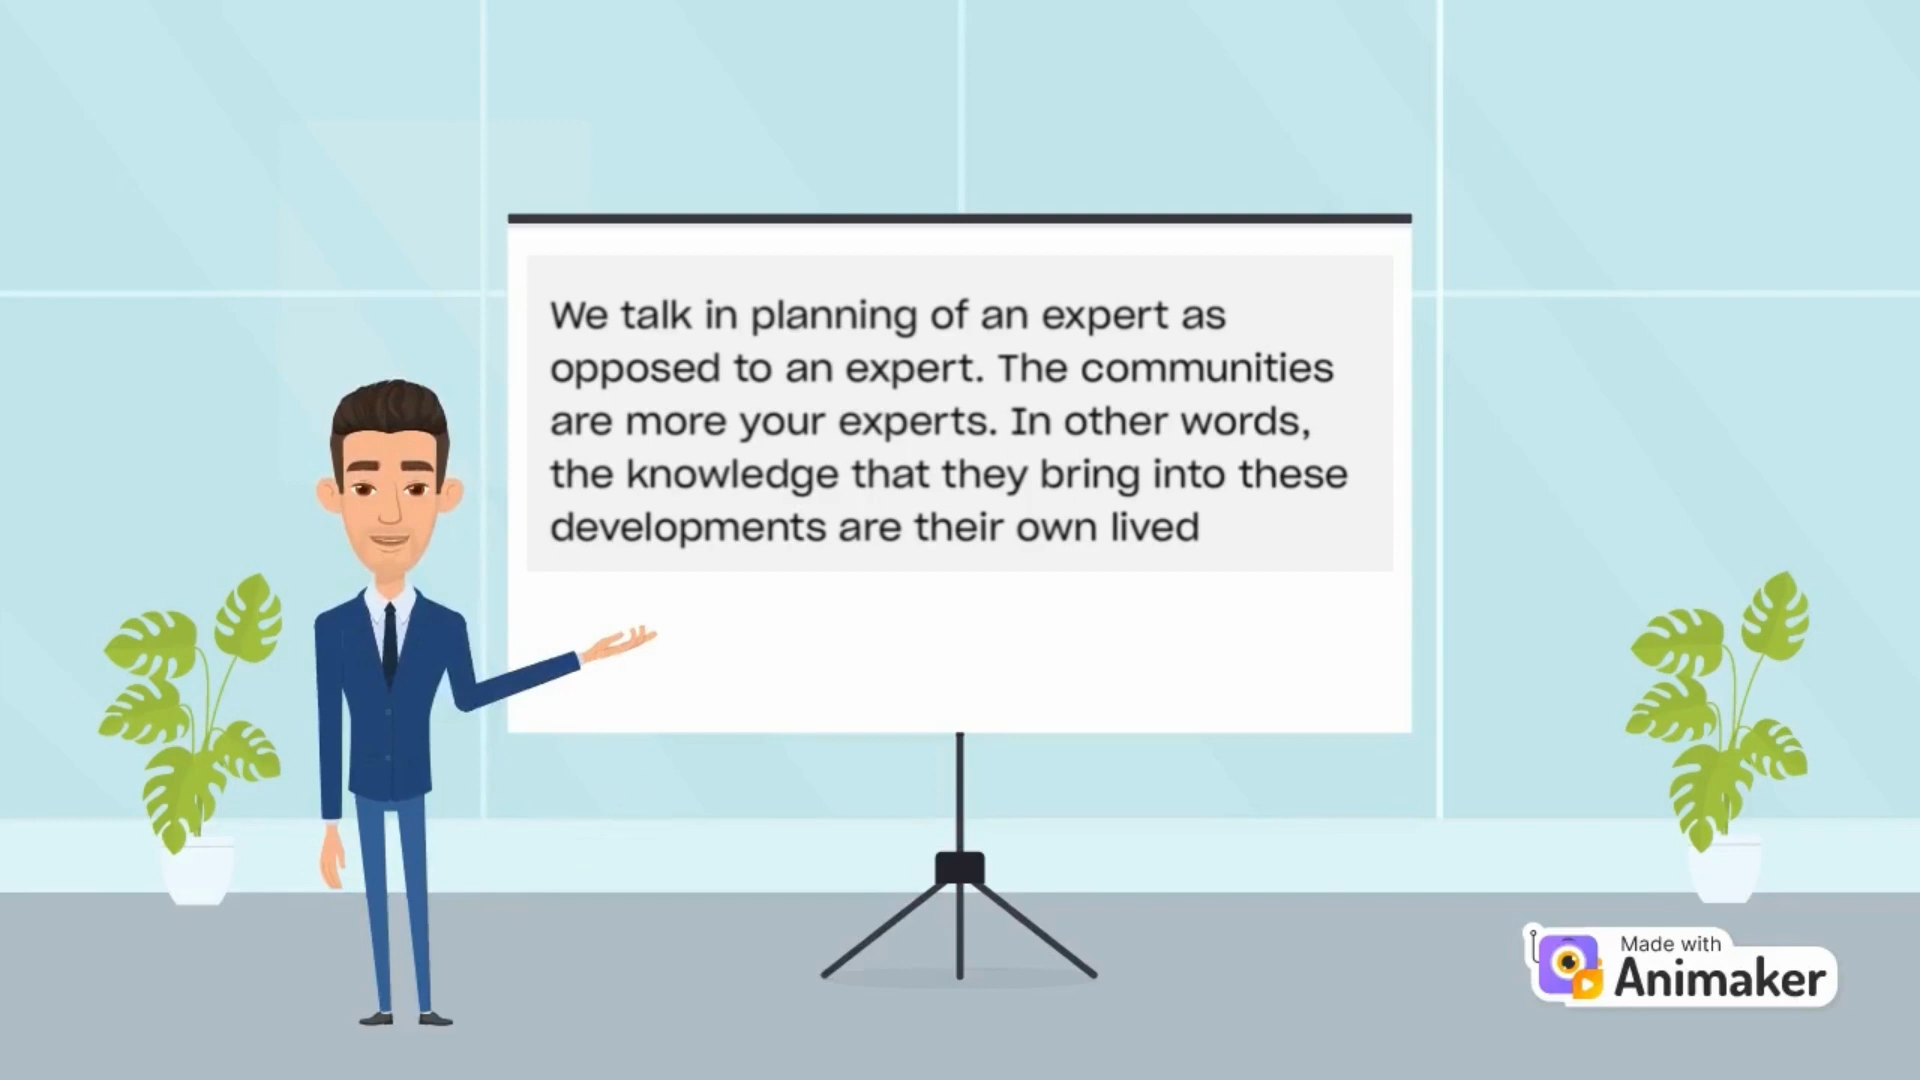 We talk in planning of an expert as
opposed to an expert. The communities
are more your experts. In other words,
the knowledge that they bring into these
developments are their own lived
Made with
Animaker